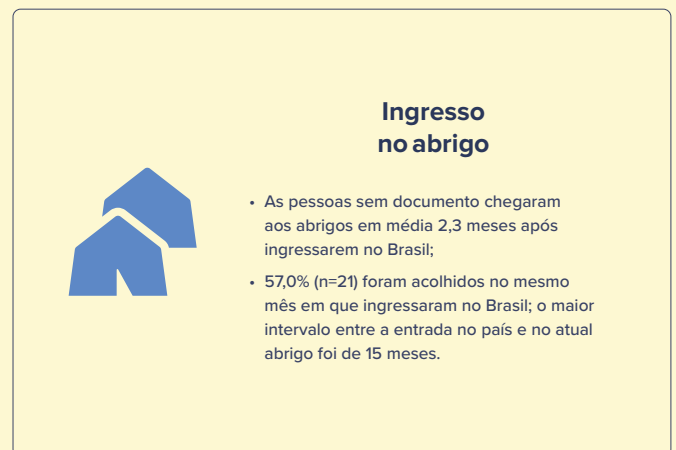 Ingresso
no abrigo
• As pessoas sem documento chegaram
aos abrigos em média 2,3 meses após
ingressarem no Brasil;
• 57,0% (n=21) foram acolhidos no mesmo
mês em que ingressaram no Brasil; o maior
intervalo entre a entrada no país e no atual
abrigo foi de 15 meses.